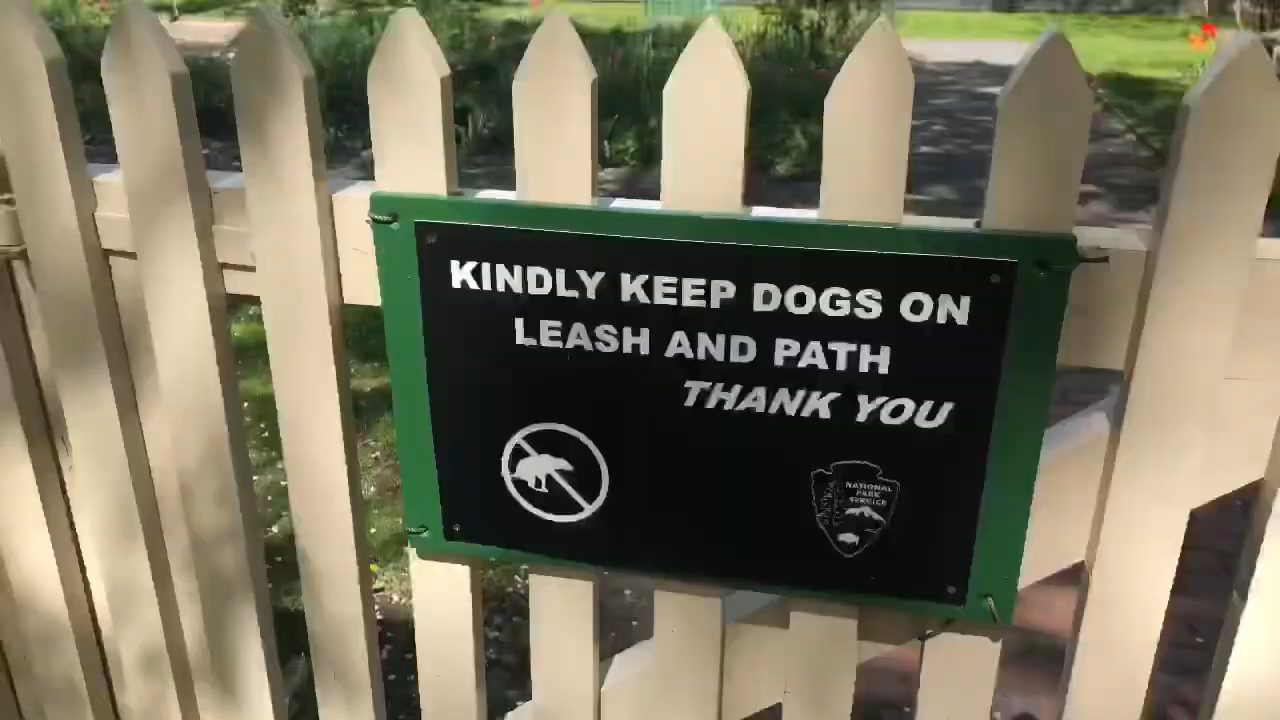 KINDLY KEEP DOGS ON
LEASH AND PATH
THANK YOU
NATIONAL
PARK
SERVICE